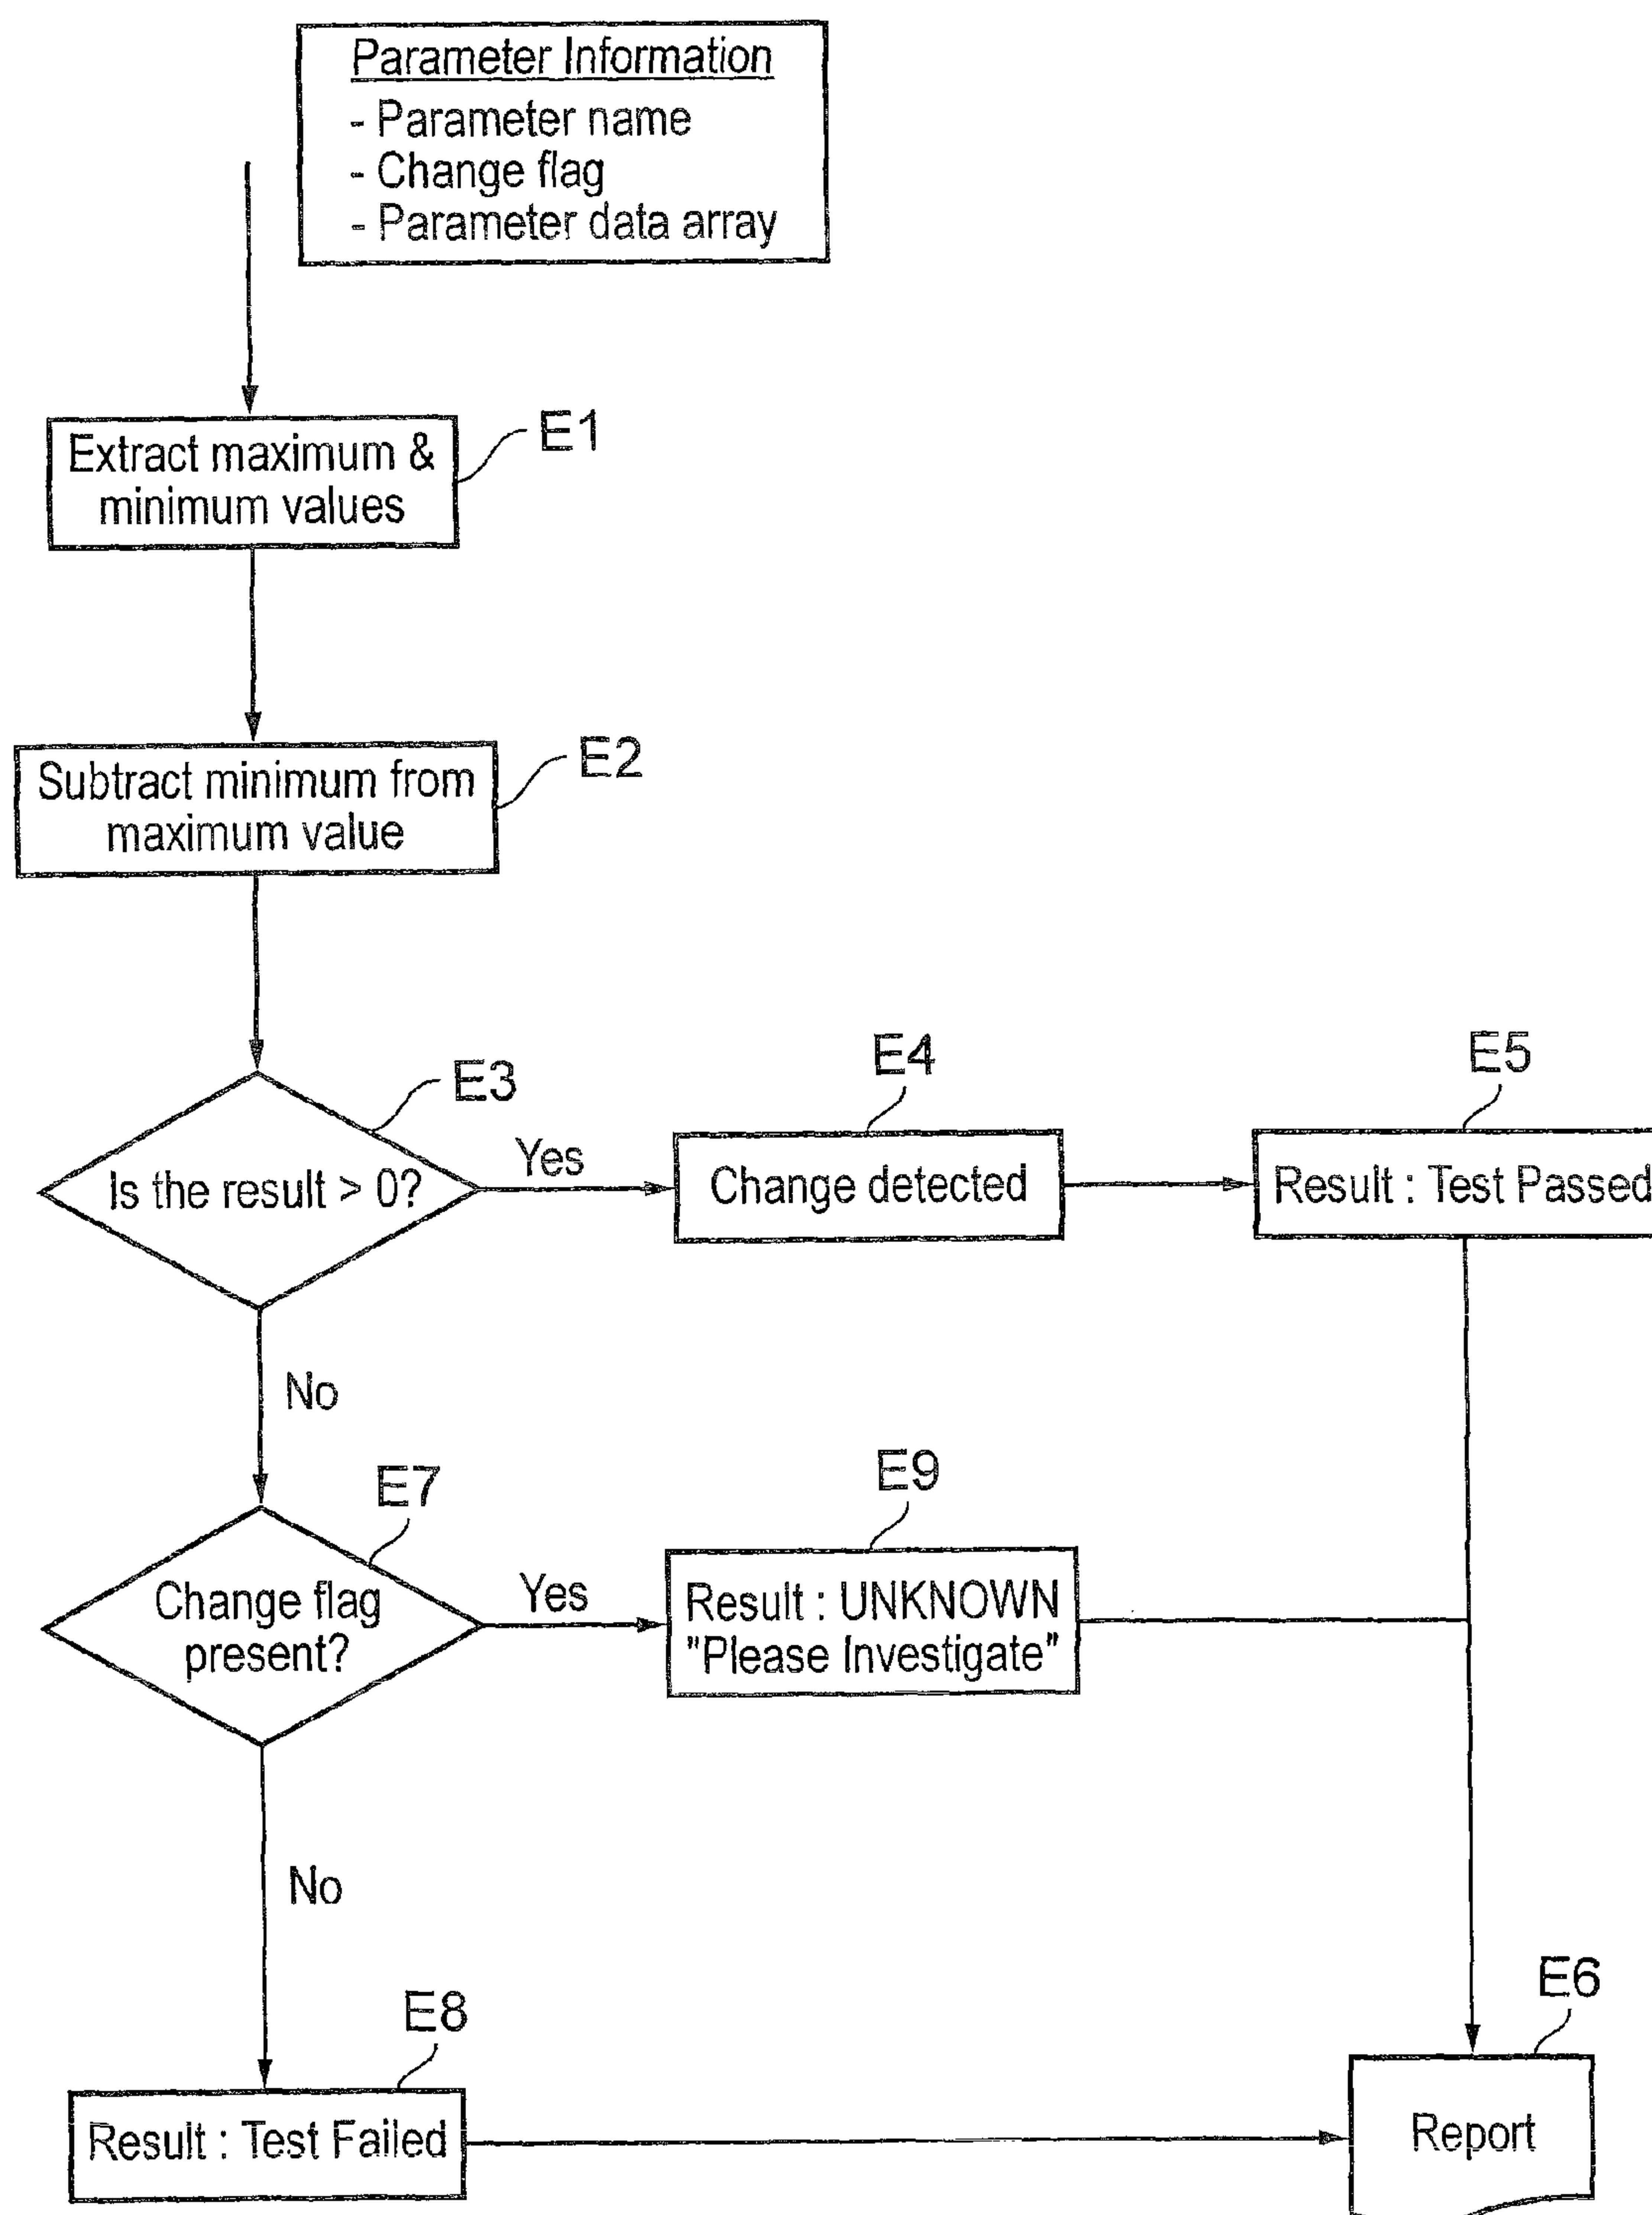 Parameter Information
- Parameter name
- Change flag
- Parameter data array
E1
Extract maximum &
minimum values
E2
Subtract minimum from
maximum value
E3
Is the result > 0?
Yes
E4
Change detected
E5
Result : Test Passed
No
E7
Change flag
present?
Yes
E9
Result : UNKNOWN
"Please Investigate"
No
E8
Result : Test Failed
E6
Report